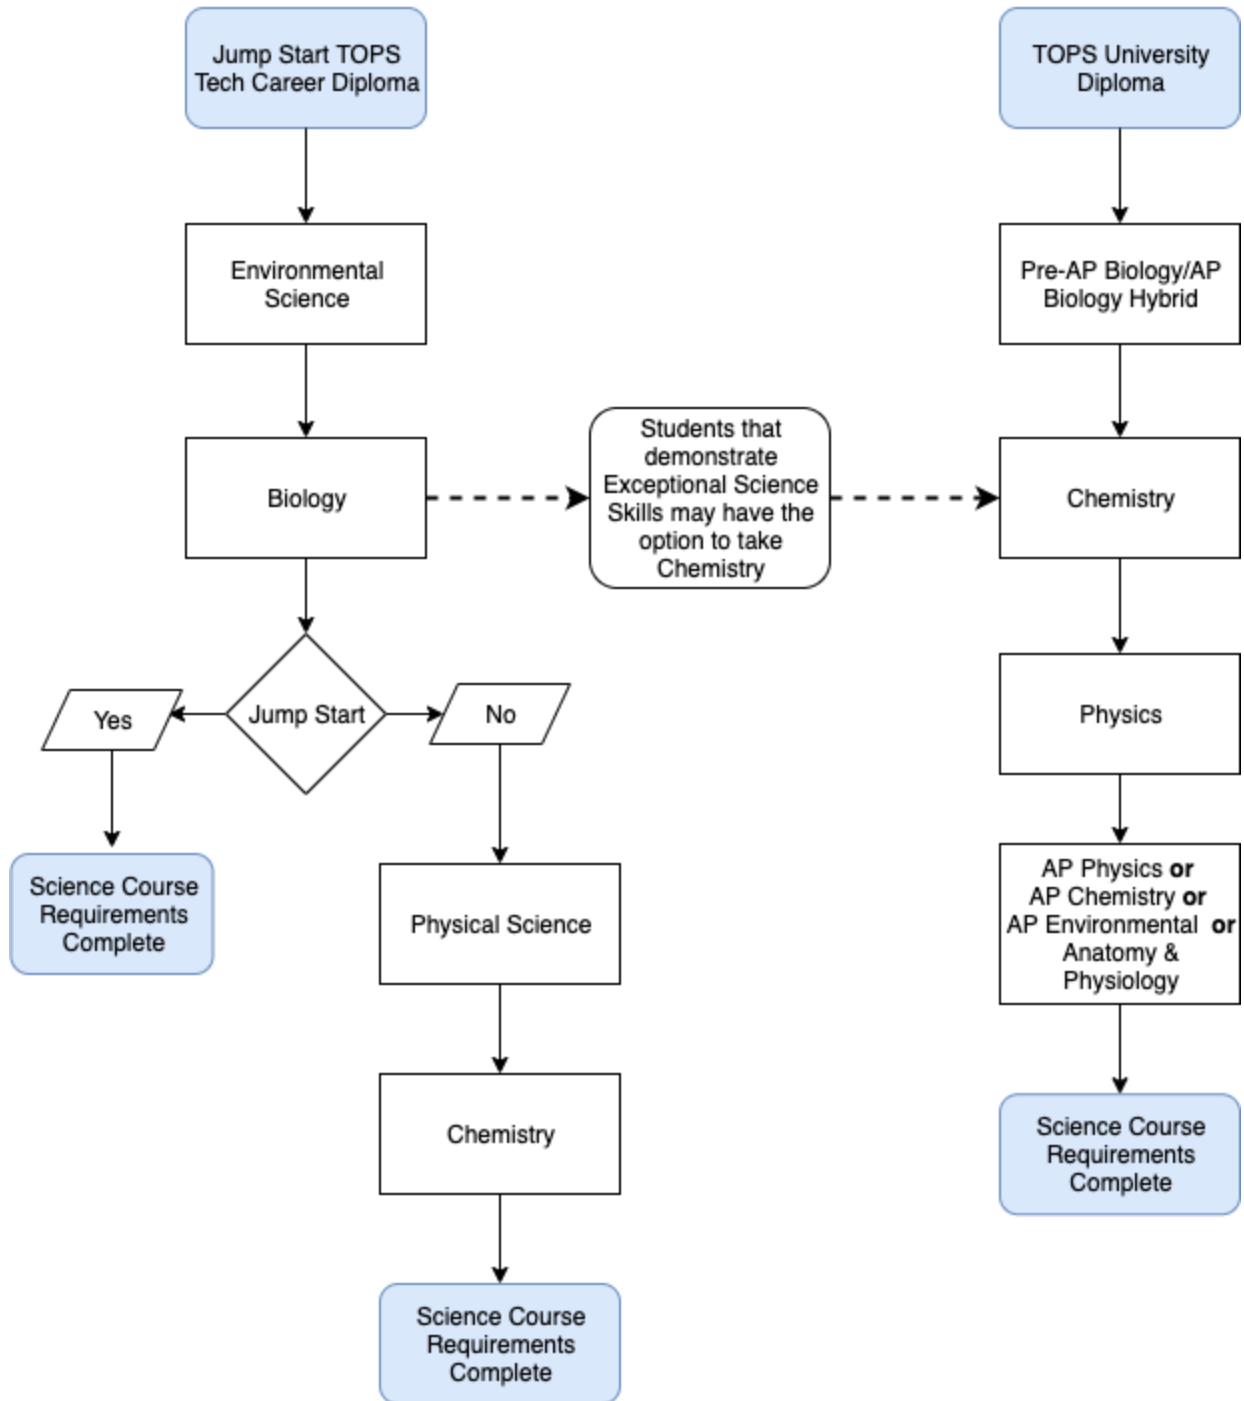 Jump Start TOPS
Tech Career Diploma
TOPS University
Diploma
Environmental
Science
Pre-AP Biology/AP
Biology Hybrid
Biology
Students that
demonstrate
Exceptional Science
Skills may have the
option to take
Chemistry
Chemistry
Yes
Jump Start
No
Physics
Science Course
Requirements
Complete
Physical Science
AP Physics or
AP Chemistry or
AP Environmental or
Anatomy &
Physiology
Chemistry
Science Course
Requirements
Complete
Science Course
Requirements
Complete